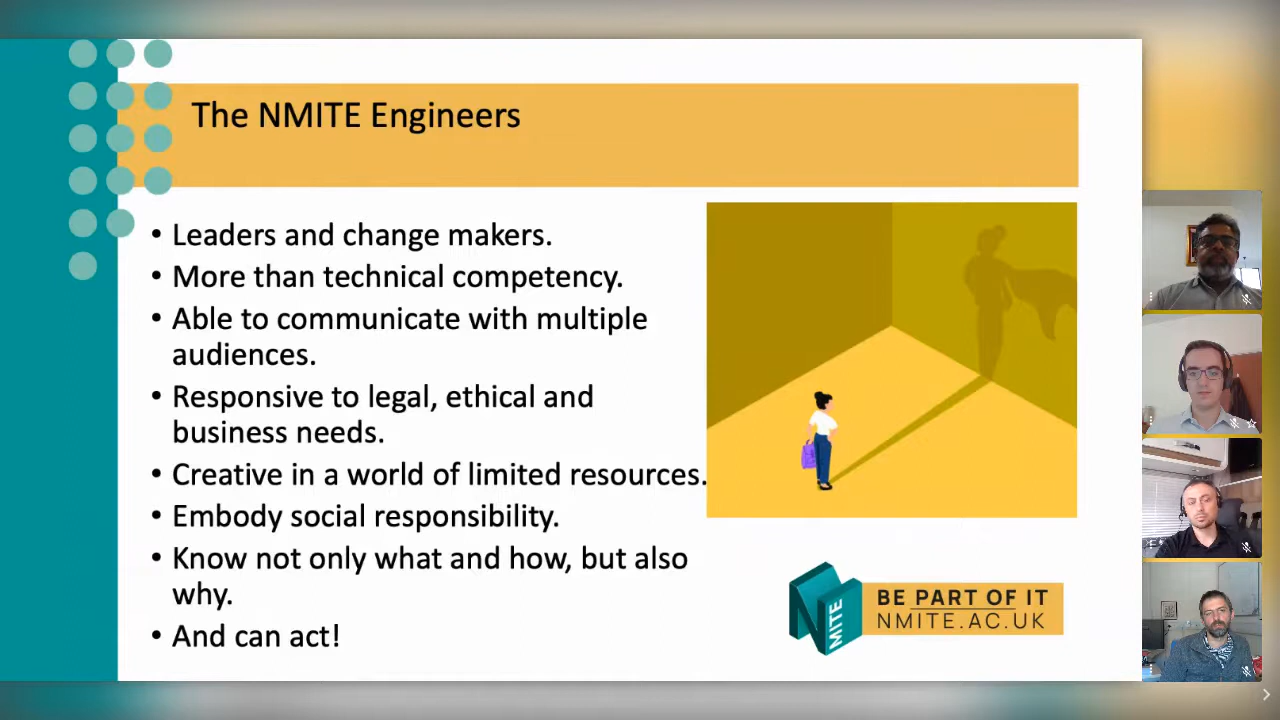 The NMITE Engineers
• Leaders and change makers.
• More than technical competency.
• Able to communicate with multiple
audiences.
• Responsive to legal, ethical and
business needs.
• Creative in a world of limited resources.
• Embody social responsibility.
• Know not only what and how, but also
why.
• And can act!
NMITE
BE PART OF IT
NMITE.AC.UK